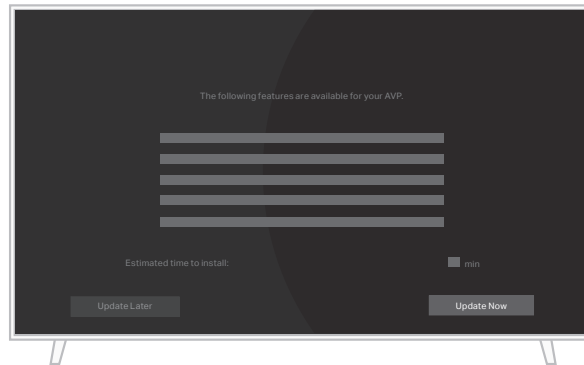 The following features are available for your AVP.
Estimated time to install:
min
Update Later
Update Now